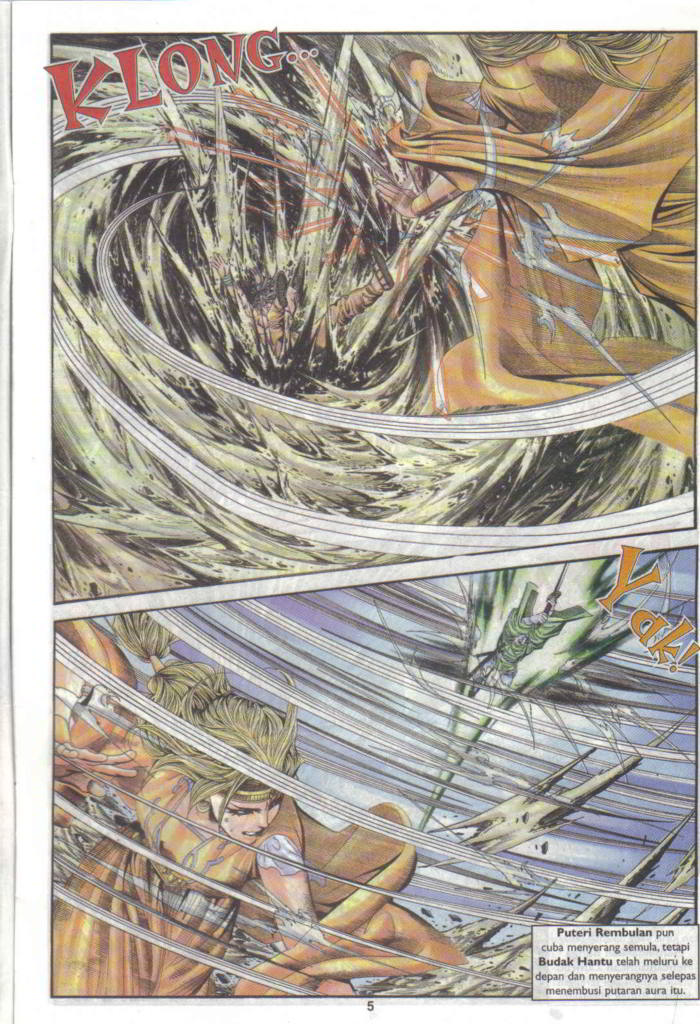 KLONG...
Yak!
Puteri Rembulan pun
cuba menyerang semula, tetapi
Budak Hantu telah meluru ke
depan dan menyerangnya selepas
menembusi putaran aura itu.
5